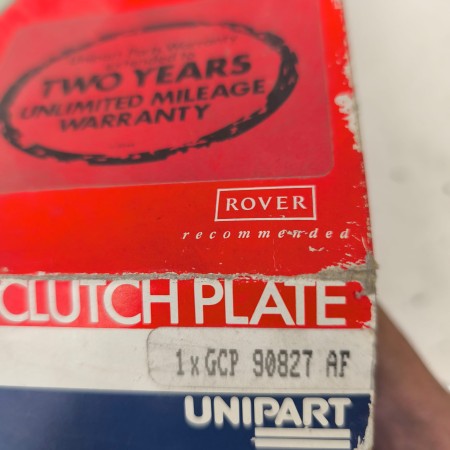 TWO YEARS
UNLIMITED MILEAGE
WARRANTY
ROVER
recommended
CLUTCH PLATE
1xGCP 90827 AF
UNIPART